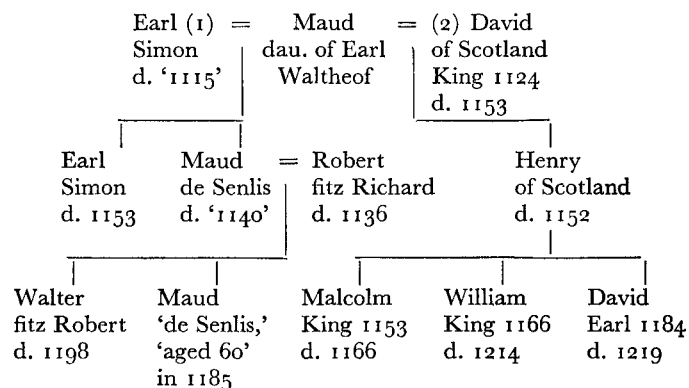 Earl (1) = Maud = (2) David
Simon dau. of Earl of Scotland
d. ‘1115’ Waltheof King 1124
d. 1153
Earl Maud = Robert Henry
Simon de Senlis fitz Richard of Scotland
d. 1153 d. ‘1140’ d. 1136 d. 1152
Walter Maud Malcolm William David
fitz Robert ‘de Senlis,’ King 1153 King 1166 Earl 1184
d. 1198 ‘aged 60’ d. 1166 d. 1214 d. 1219
in 1185